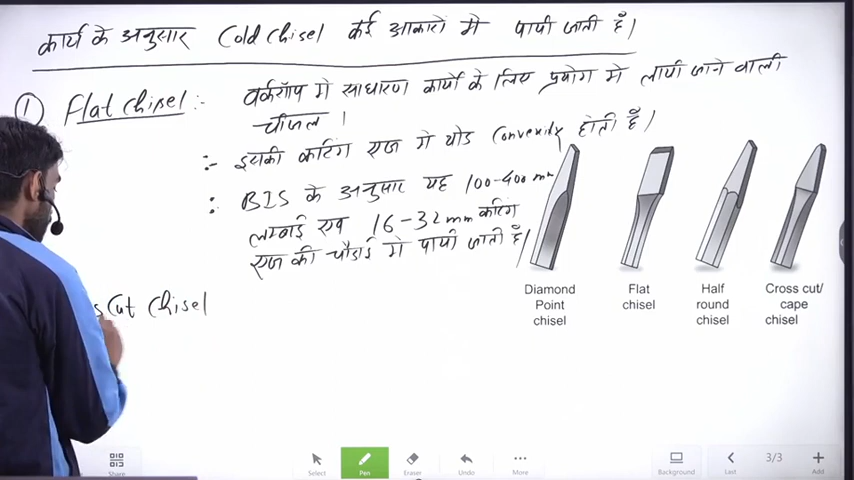 कार्य के अनुसार Cold chisel कई आकारो मे पायी जाती हैं।
① Flat chisel :- वर्कशॉप मे साधारण कार्यो के लिए प्रयोग मे लायी जाने वाली
चीजल ।
:- इसकी कटिंग एज मे थोड Convexity होती हैं।
: BIS के अनुसार यह 100-400 mm
लम्बाई एवं 16-32mm कटिंग
एज की चौडाई मे पायी जाती हैं।
s Cut Chisel
Diamond Point chisel
Flat chisel
Half round chisel
Cross cut/ cape chisel
Share
Select
Pen
Eraser
Undo
More
Background
Last
3/3
Add